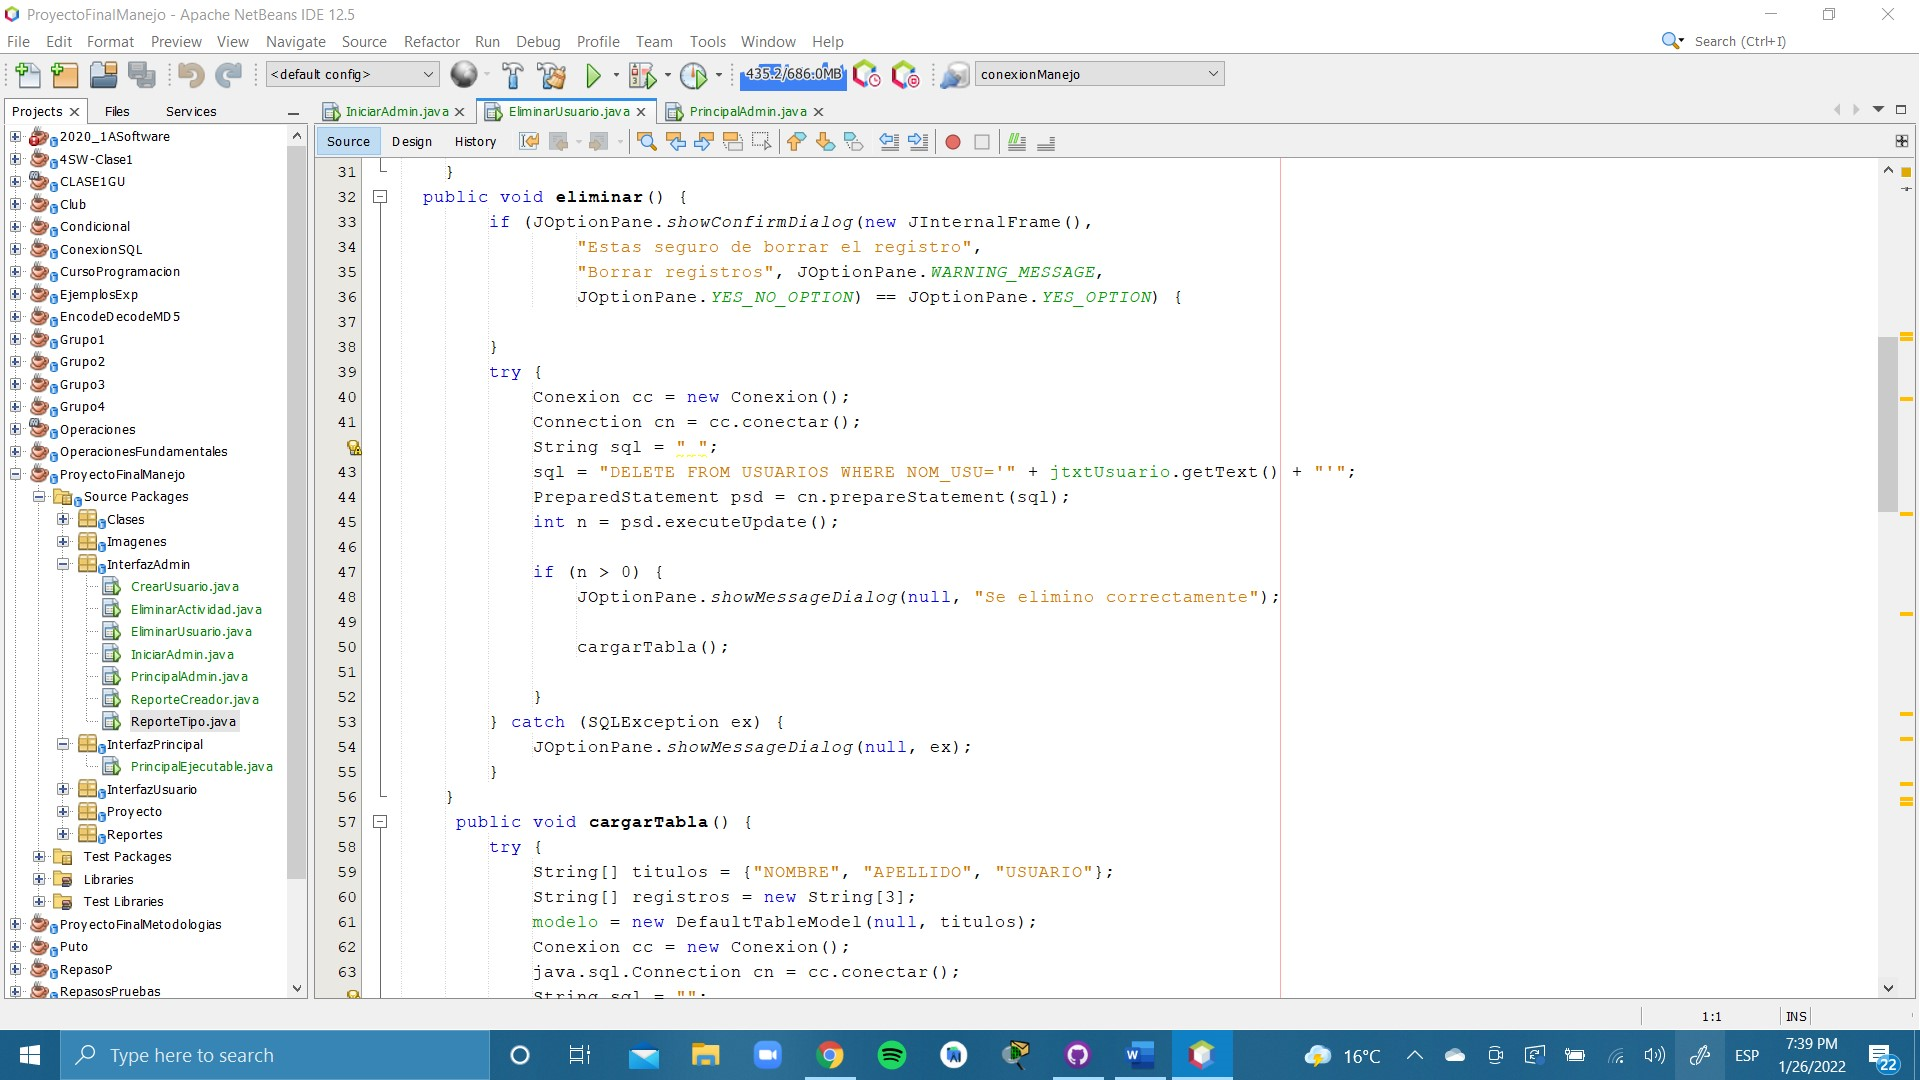 ProyectoFinalManejo - Apache NetBeans IDE 12.5
File Edit Format Preview View Navigate Source Refactor Run Debug Profile Team Tools Window Help
Search (Ctrl+I)
<default config>
435.2/686.0MB
conexionManejo
Projects Files Services
IniciarAdmin.java EliminarUsuario.java PrincipalAdmin.java
Source Design History
2020_1ASoftware
4SW-Clase1
CLASE1GU
Club
Condicional
ConexionSQL
CursoProgramacion
EjemplosExp
EncodeDecodeMD5
Grupo1
Grupo2
Grupo3
Grupo4
Operaciones
OperacionesFundamentales
ProyectoFinalManejo
Source Packages
Clases
Imagenes
InterfazAdmin
CrearUsuario.java
EliminarActividad.java
EliminarUsuario.java
IniciarAdmin.java
PrincipalAdmin.java
ReporteCreador.java
ReporteTipo.java
InterfazPrincipal
PrincipalEjecutable.java
InterfazUsuario
Proyecto
Reportes
Test Packages
Libraries
Test Libraries
ProyectoFinalMetodologias
Puto
RepasoP
RepasosPruebas
31 }
32 public void eliminar() {
33 if (JOptionPane.showConfirmDialog(new JInternalFrame(),
34 "Estas seguro de borrar el registro",
35 "Borrar registros", JOptionPane.WARNING_MESSAGE,
36 JOptionPane.YES_NO_OPTION) == JOptionPane.YES_OPTION) {
37
38 }
39 try {
40 Conexion cc = new Conexion();
41 Connection cn = cc.conectar();
String sql = " ";
43 sql = "DELETE FROM USUARIOS WHERE NOM_USU='" + jtxtUsuario.getText() + "'";
44 PreparedStatement psd = cn.prepareStatement(sql);
45 int n = psd.executeUpdate();
46
47 if (n > 0) {
48 JOptionPane.showMessageDialog(null, "Se elimino correctamente");
49
50 cargarTabla();
51
52 }
53 } catch (SQLException ex) {
54 JOptionPane.showMessageDialog(null, ex);
55 }
56 }
57 public void cargarTabla() {
58 try {
59 String[] titulos = {"NOMBRE", "APELLIDO", "USUARIO"};
60 String[] registros = new String[3];
61 modelo = new DefaultTableModel(null, titulos);
62 Conexion cc = new Conexion();
63 java.sql.Connection cn = cc.conectar();
String sql = "";
1:1 INS
Type here to search
16°C
ESP
7:39 PM
1/26/2022
22